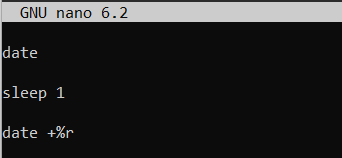 GNU nano 6.2
date
sleep 1
date +%r